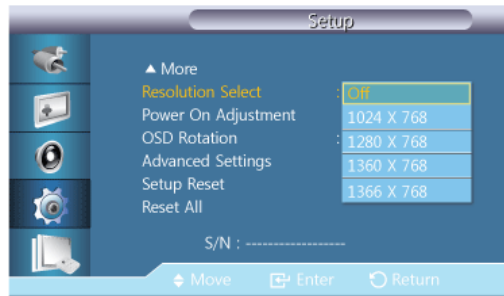 Setup
▲ More
Resolution Select : Off
Power On Adjustment 1024 X 768
OSD Rotation : 1280 X 768
Advanced Settings 1360 X 768
Setup Reset 1366 X 768
Reset All
S/N : ------------------
Move Enter Return